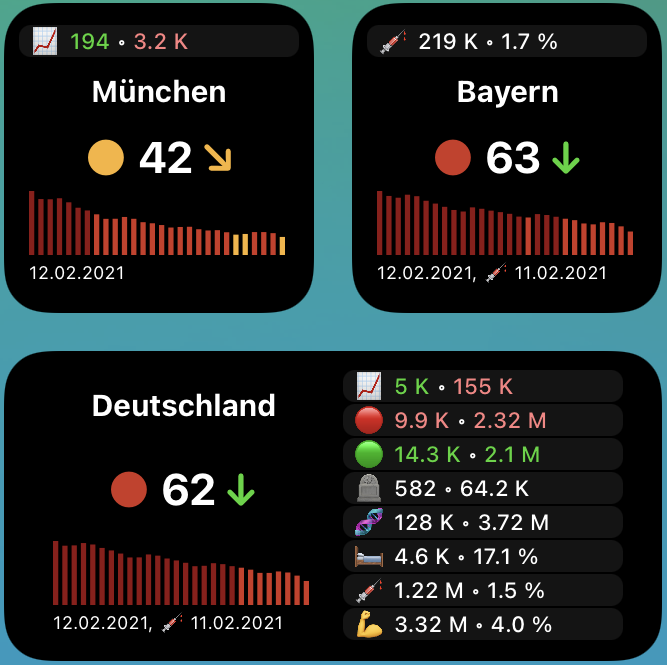 194 ∘ 3.2 K
München
42
12.02.2021
219 K ∘ 1.7 %
Bayern
63
12.02.2021, 11.02.2021
Deutschland
62
12.02.2021, 11.02.2021
5 K ∘ 155 K
9.9 K ∘ 2.32 M
14.3 K ∘ 2.1 M
582 ∘ 64.2 K
128 K ∘ 3.72 M
4.6 K ∘ 17.1 %
1.22 M ∘ 1.5 %
3.32 M ∘ 4.0 %